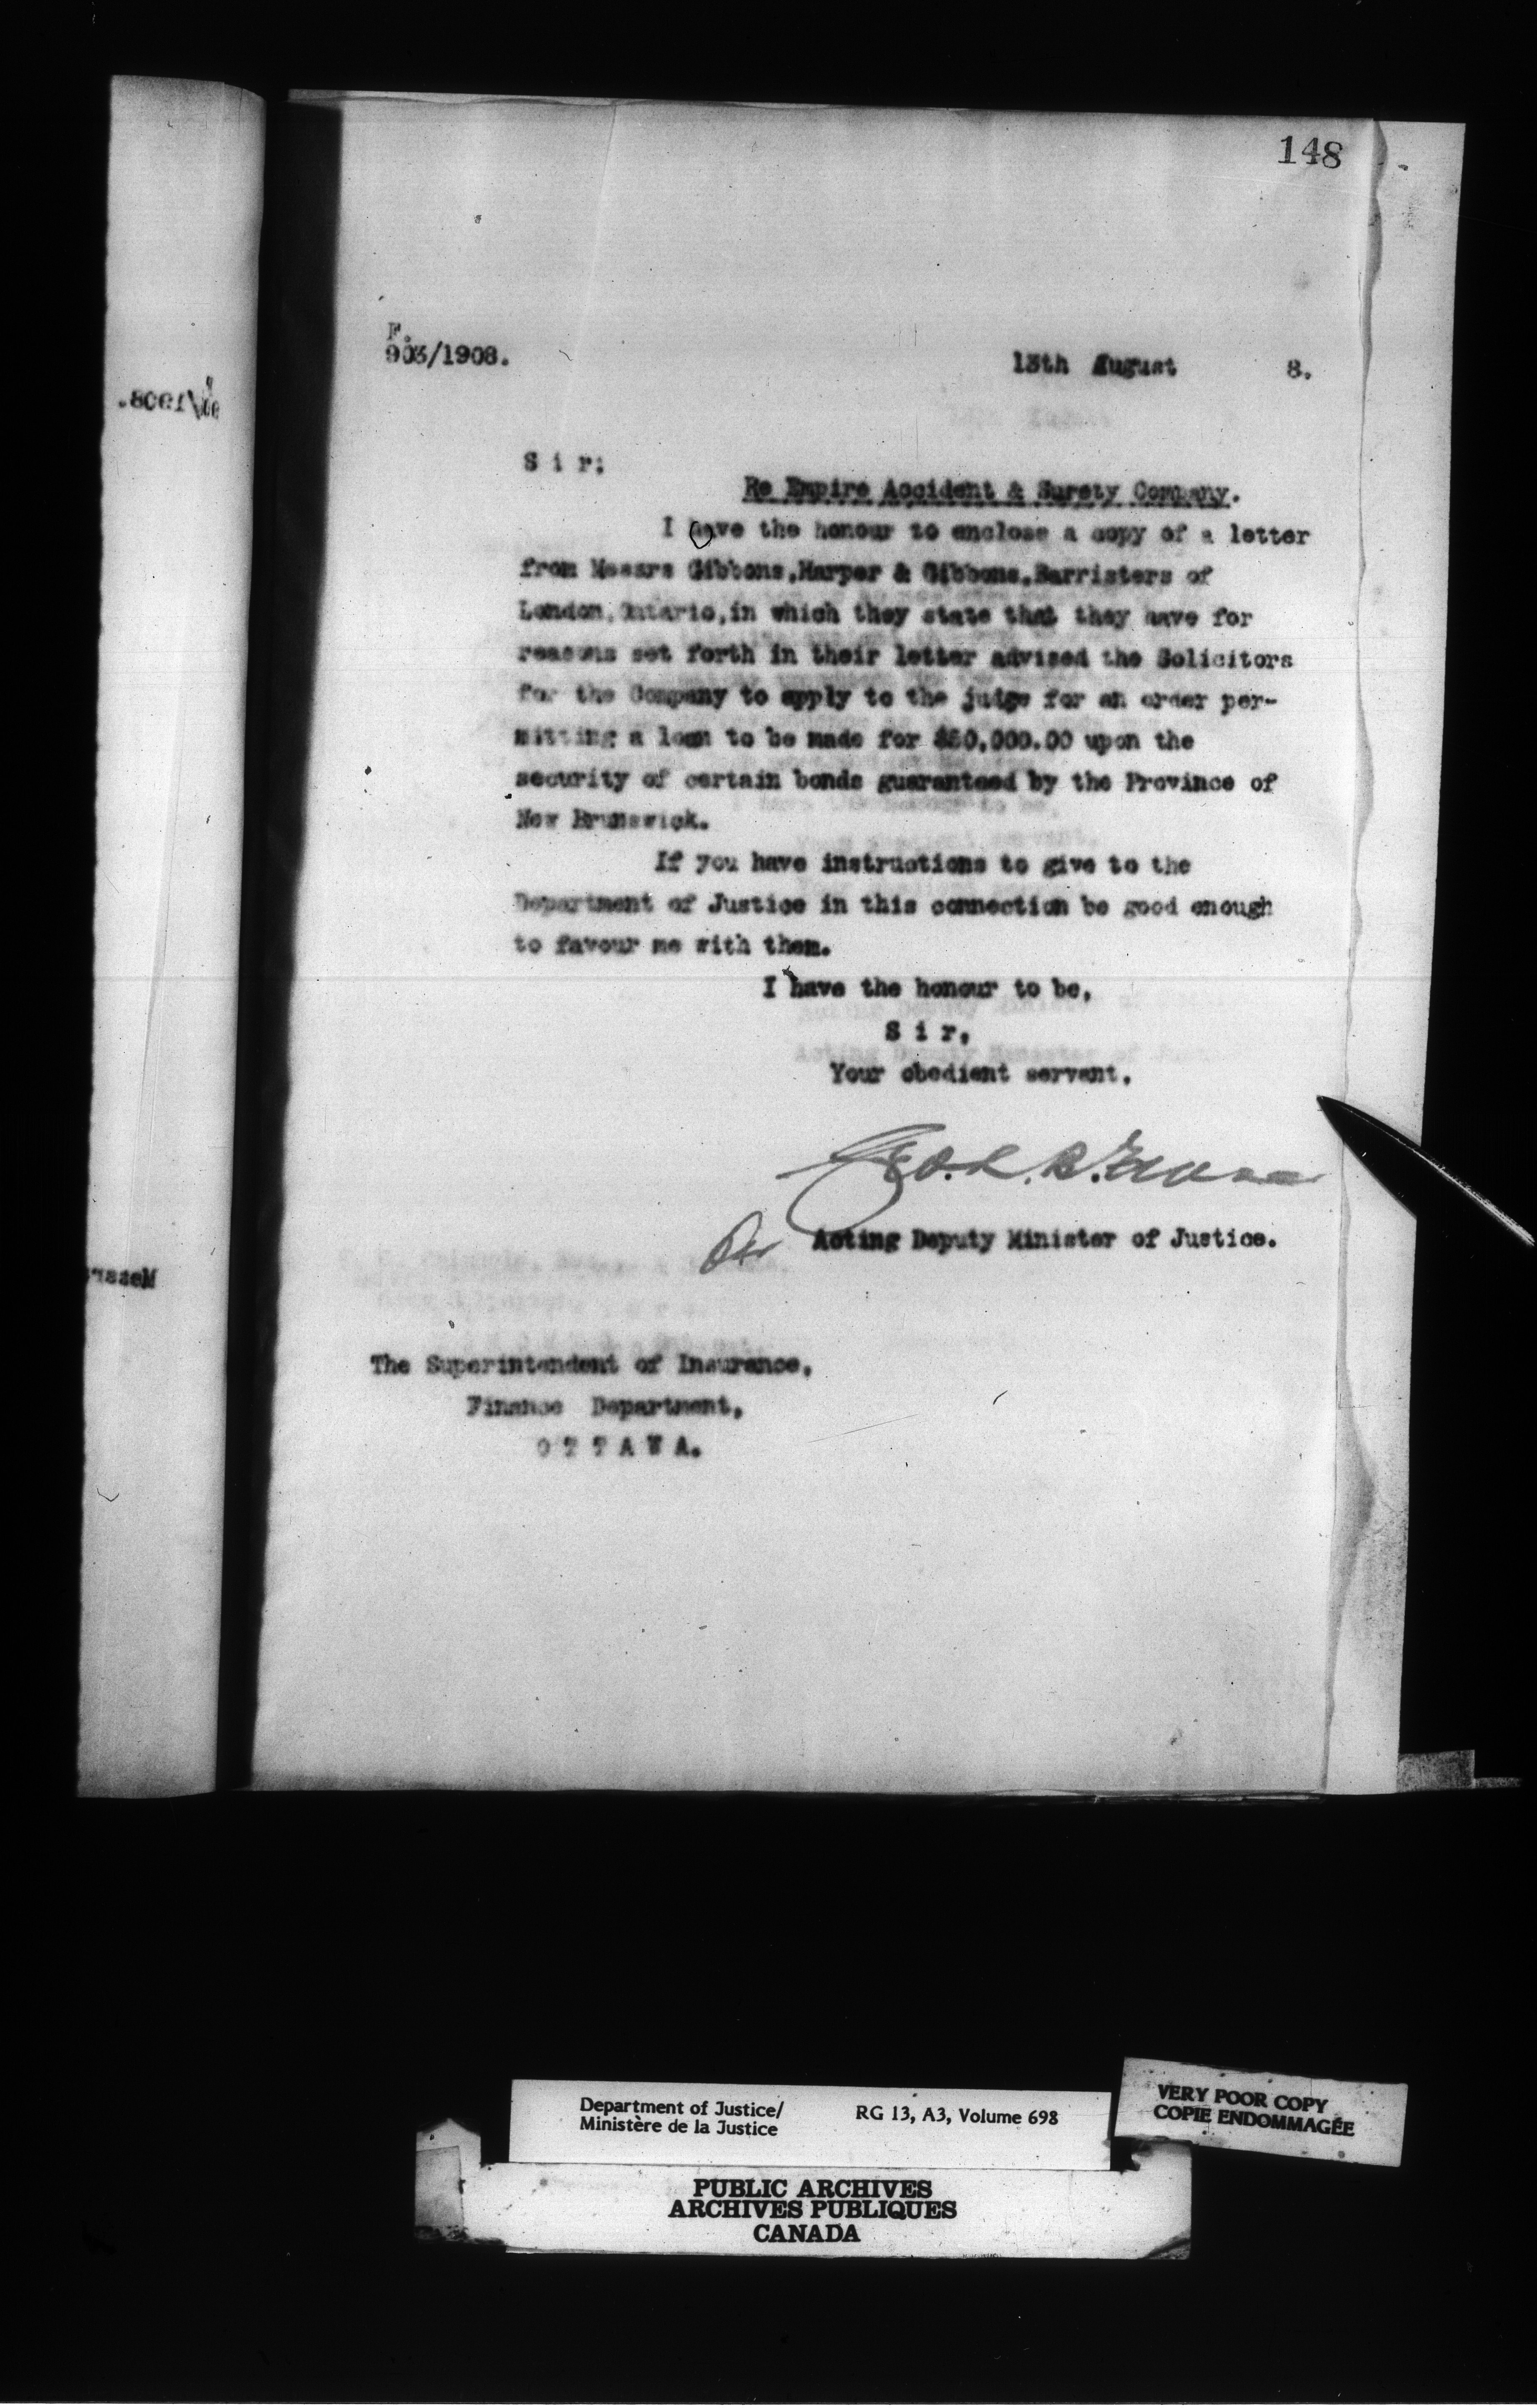 148
F.
903/1908.
13th August 8.
S i r:
Re Empire Accident & Surety Company.
I have the honour to enclose a copy of a letter
from Messrs Gibbons,Harper & Gibbons,Barristers of
London,Ontario,in which they state that they have for
reasons set forth in their letter advised the Solicitors
for the Company to apply to the judge for an order per-
mitting a loan to be made for $50,000.00 upon the
security of certain bonds guaranteed by the Province of
New Brunswick.
If you have instructions to give to the
Department of Justice in this connection be good enough
to favour me with them.
I have the honour to be,
S i r,
Your obedient servant,
Acting Deputy Minister of Justice.
The Superintendent of Insurance,
Finance Department,
O T T A W A.
Department of Justice/
Ministère de la Justice
RG 13, A3, Volume 698
VERY POOR COPY
COPIE ENDOMMAGÉE
PUBLIC ARCHIVES
ARCHIVES PUBLIQUES
CANADA